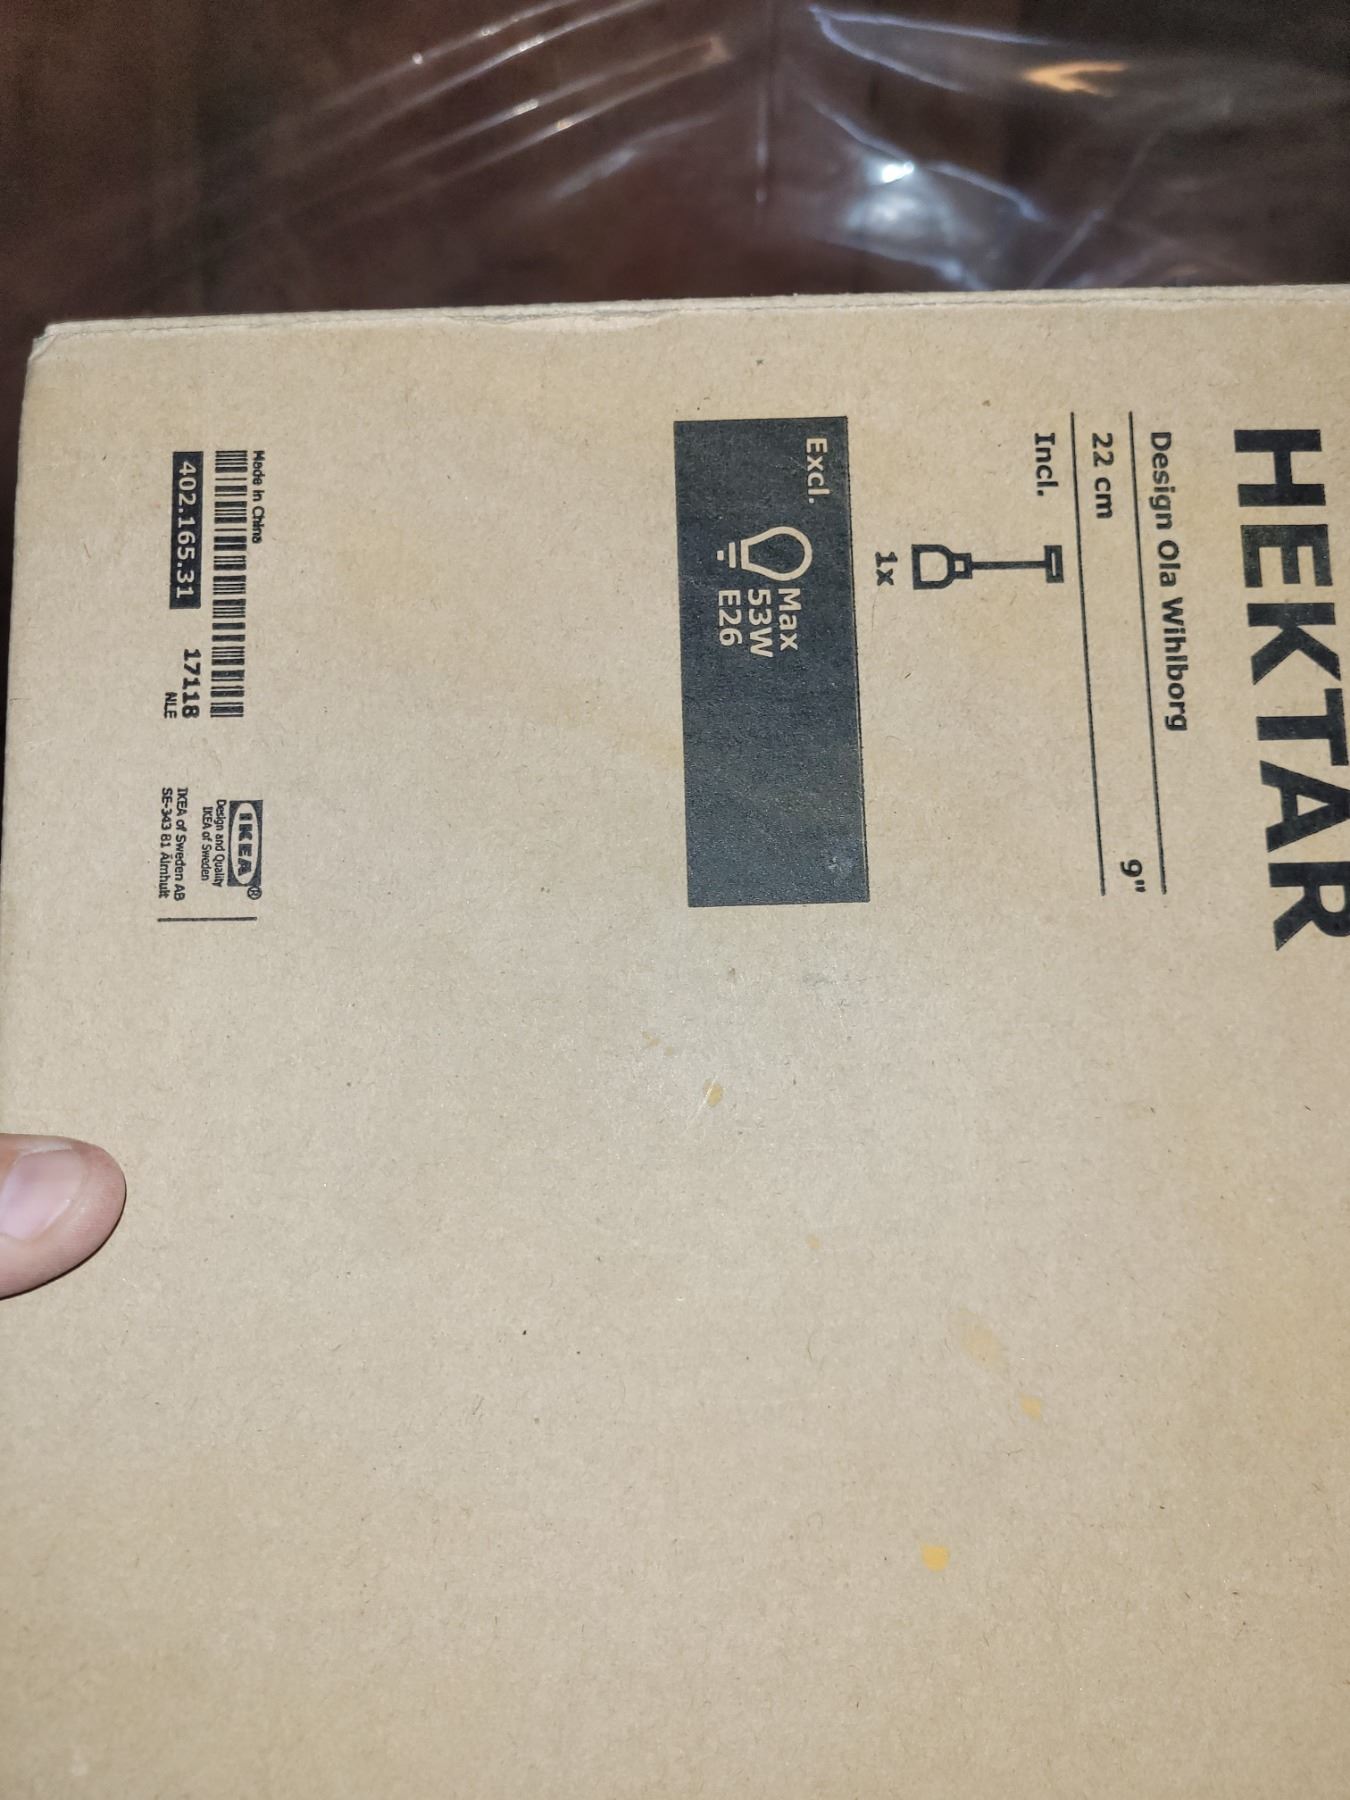 HEKTAR
Design Ola Wihlborg
22 cm 9"
Incl.
1x
Excl.
Max
53W
E26
Made in China
402.165.31
17118
NLE
IKEA®
Design and Quality
IKEA of Sweden
IKEA of Sweden AB
SE-343 81 Älmhult